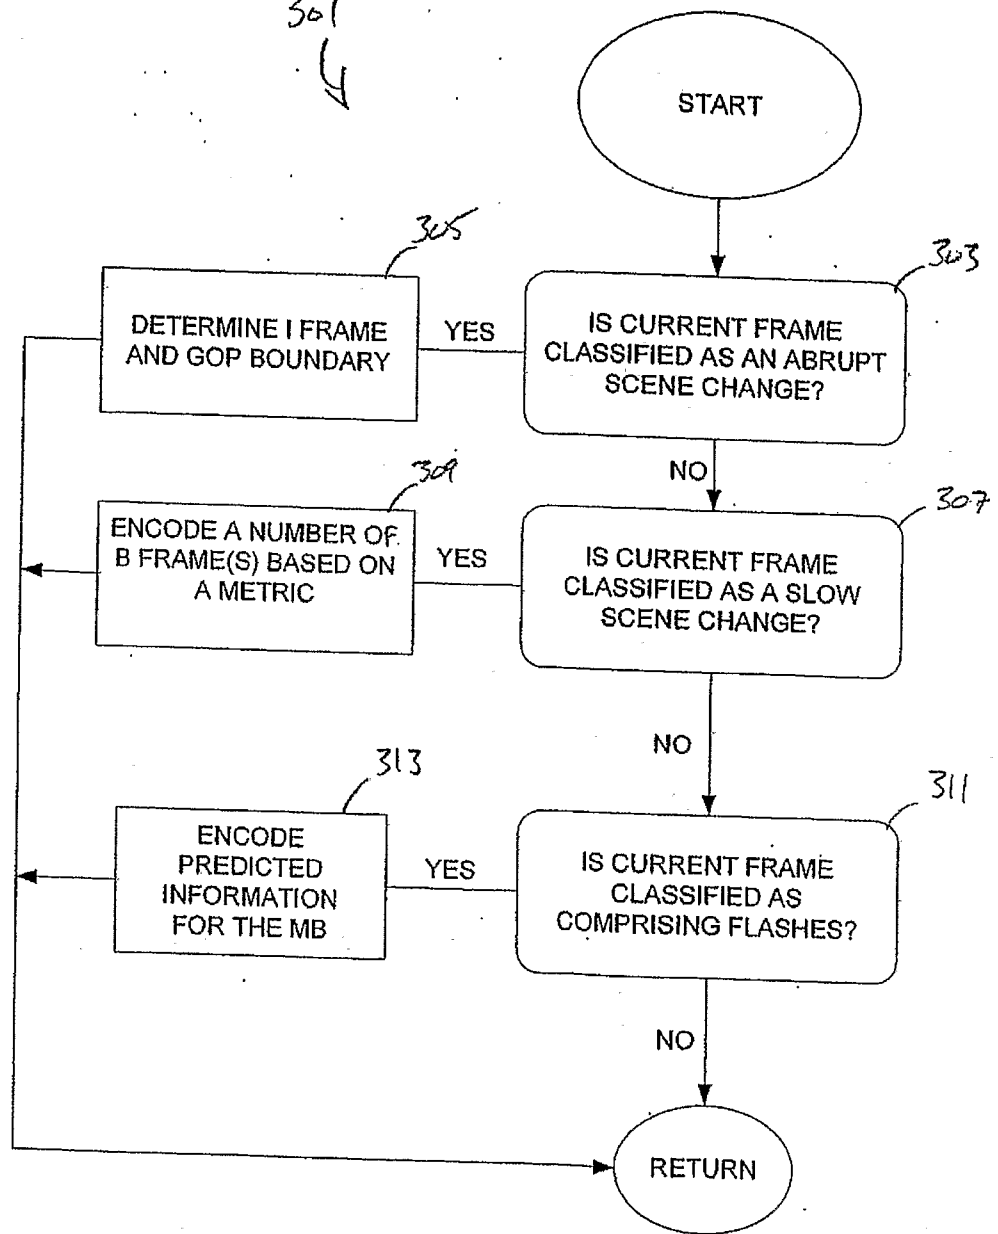 301
START
305
303
DETERMINE I FRAME
AND GOP BOUNDARY
YES
IS CURRENT FRAME
CLASSIFIED AS AN ABRUPT
SCENE CHANGE?
NO
309
307
ENCODE A NUMBER OF
B FRAME(S) BASED ON
A METRIC
YES
IS CURRENT FRAME
CLASSIFIED AS A SLOW
SCENE CHANGE?
NO
313
311
ENCODE
PREDICTED
INFORMATION
FOR THE MB
YES
IS CURRENT FRAME
CLASSIFIED AS
COMPRISING FLASHES?
NO
RETURN